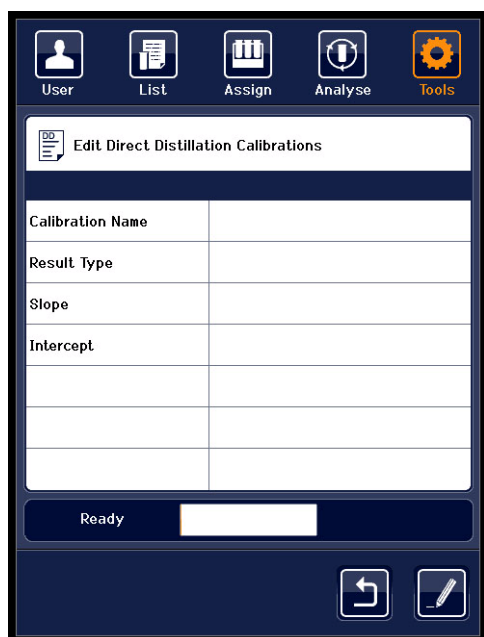 User List Assign Analyse Tools
DD
Edit Direct Distillation Calibrations
Calibration Name
Result Type
Slope
Intercept
Ready